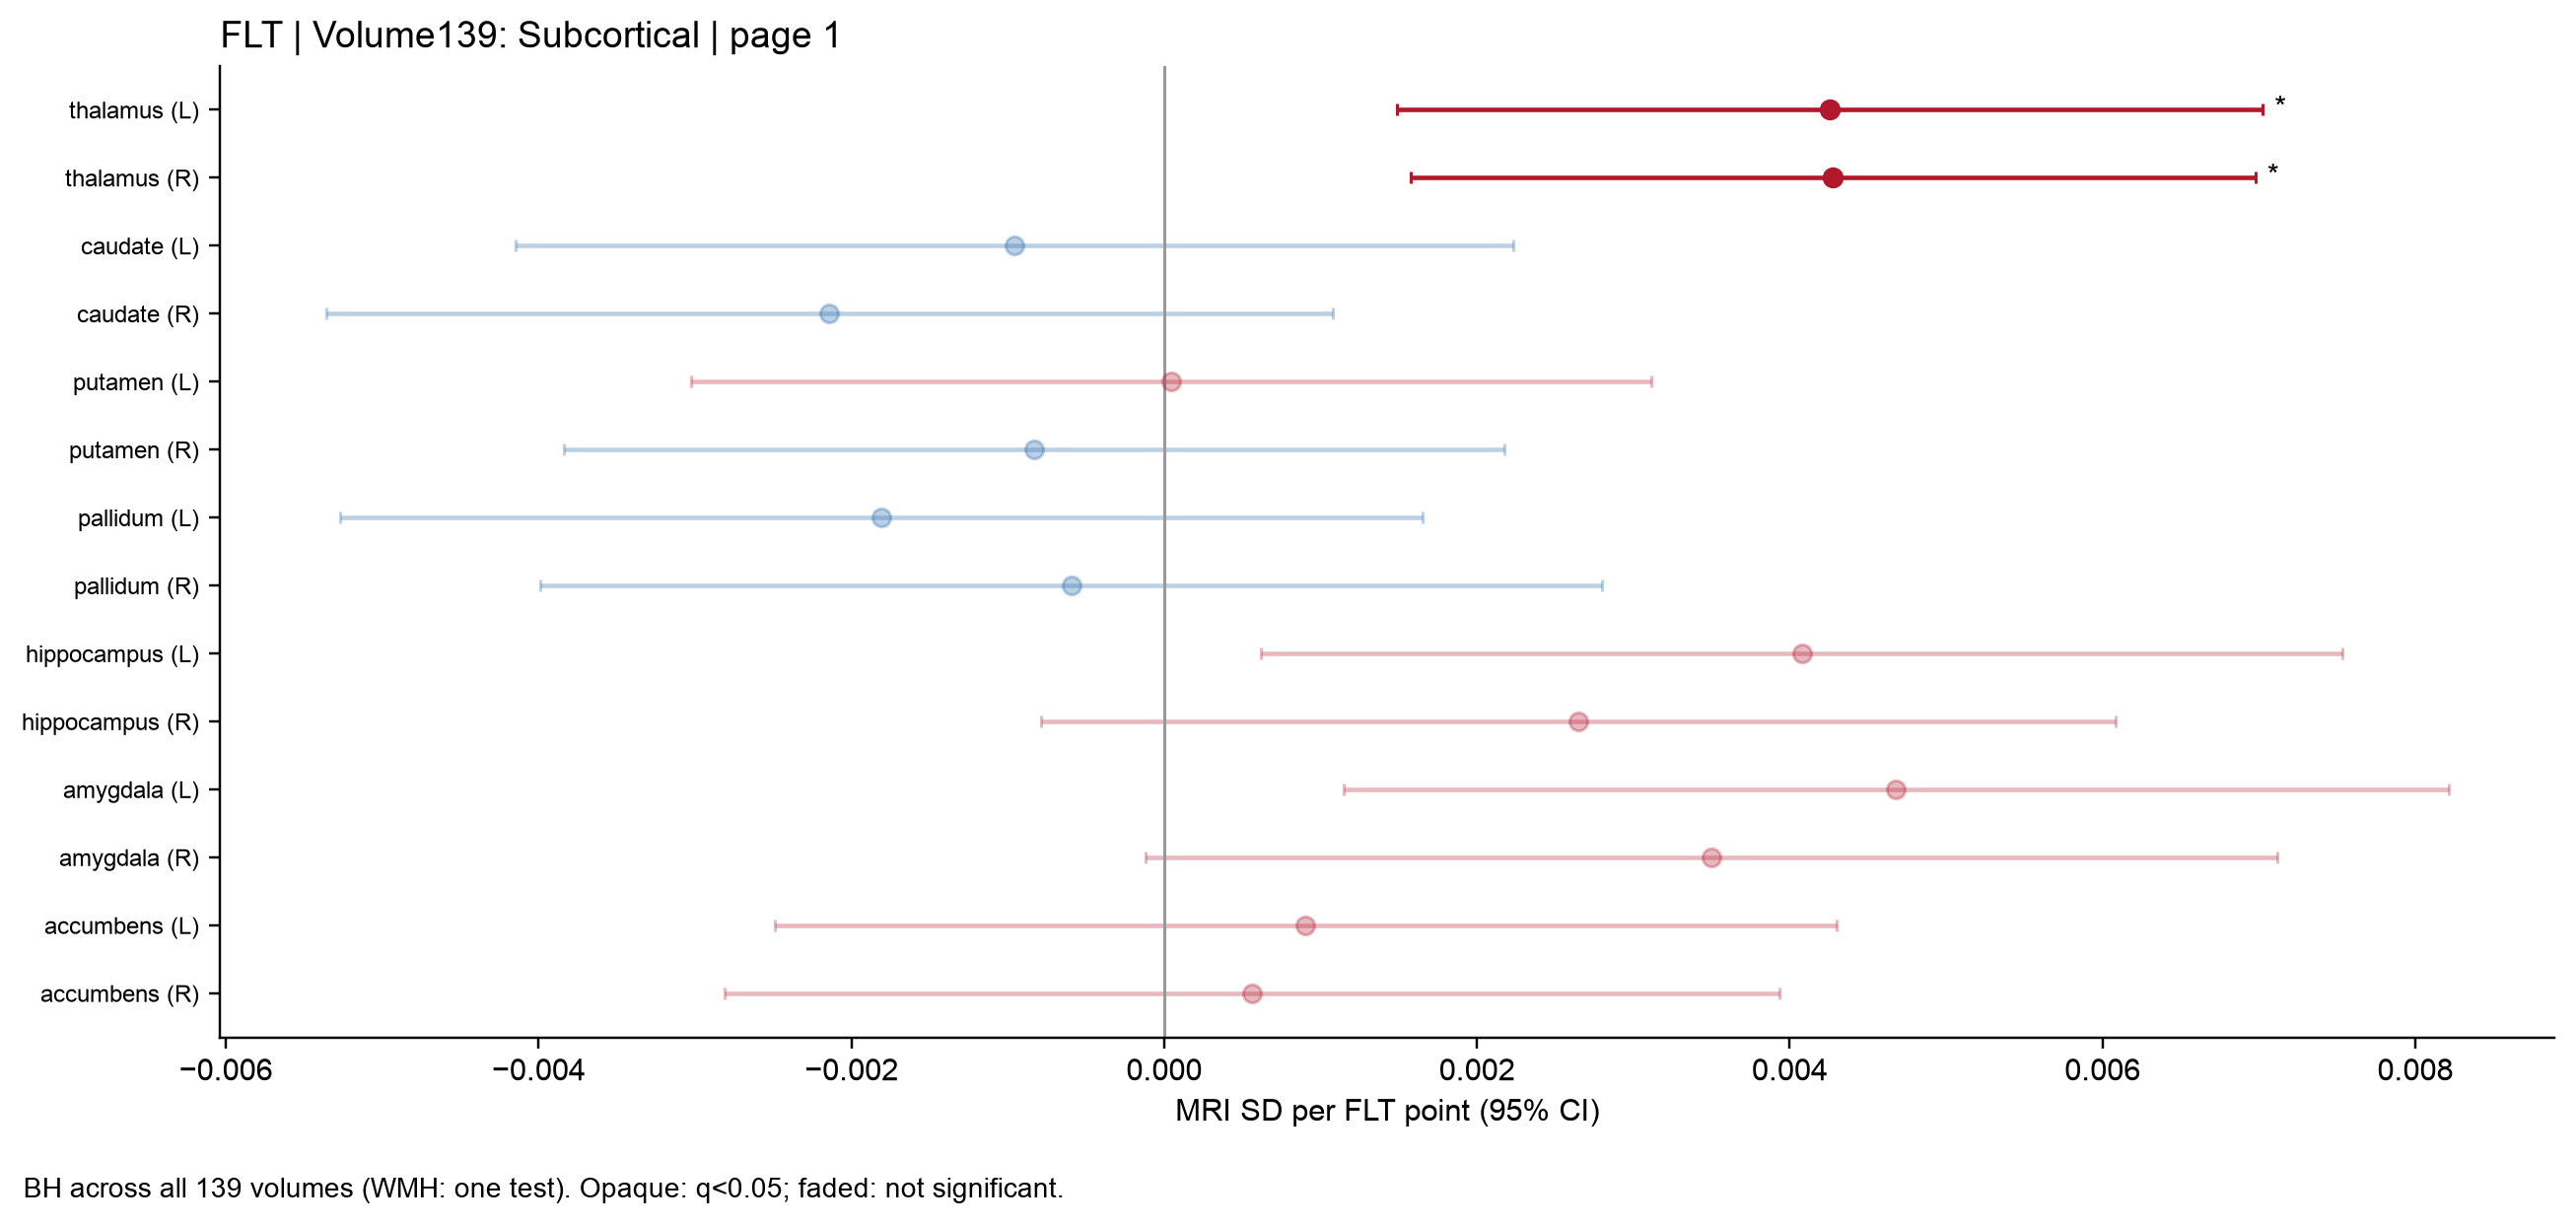 FLT | Volume139: Subcortical | page 1
thalamus (L)
*
thalamus (R)
*
caudate (L)
caudate (R)
putamen (L)
putamen (R)
pallidum (L)
pallidum (R)
hippocampus (L)
hippocampus (R)
amygdala (L)
amygdala (R)
accumbens (L)
accumbens (R)
−0.006 −0.004 −0.002 0.000 0.002 0.004 0.006 0.008
MRI SD per FLT point (95% CI)
BH across all 139 volumes (WMH: one test). Opaque: q<0.05; faded: not significant.